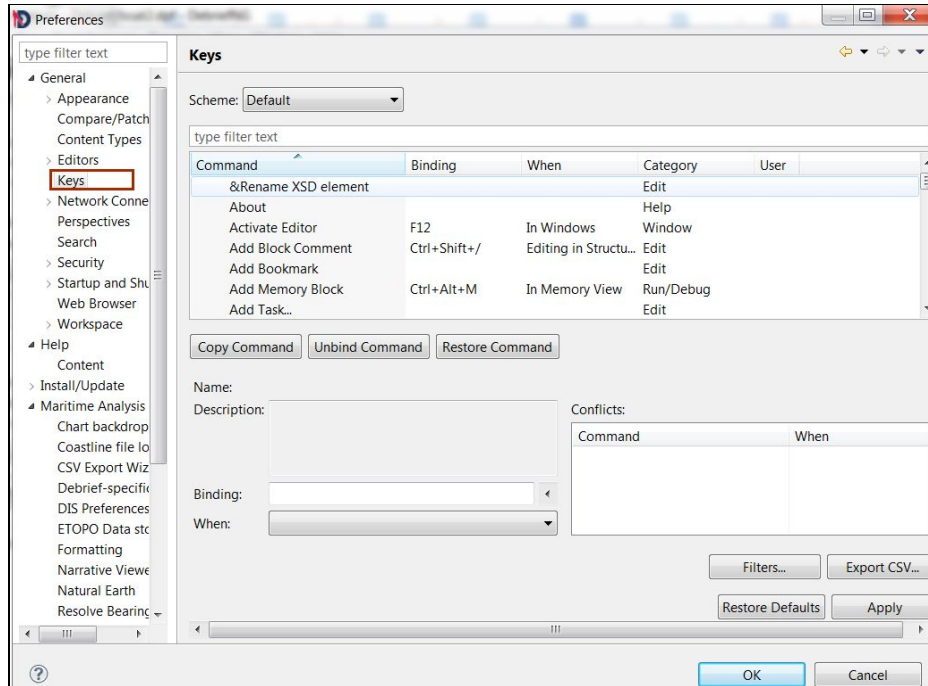 Preferences
type filter text
General
Appearance
Compare/Patch
Content Types
Editors
Keys
Network Conne
Perspectives
Search
Security
Startup and Shu
Web Browser
Workspace
Help
Content
Install/Update
Maritime Analysis
Chart backdrop
Coastline file lo
CSV Export Wiz
Debrief-specific
DIS Preferences
ETOPO Data sto
Formatting
Narrative Viewe
Natural Earth
Resolve Bearing
Keys
Scheme: Default
type filter text
Command Binding When Category User
&Rename XSD element Edit
About Help
Activate Editor F12 In Windows Window
Add Block Comment Ctrl+Shift+/ Editing in Structu... Edit
Add Bookmark Edit
Add Memory Block Ctrl+Alt+M In Memory View Run/Debug
Add Task... Edit
Copy Command Unbind Command Restore Command
Name:
Description:
Conflicts:
Command When
Binding:
When:
Filters... Export CSV...
Restore Defaults Apply
OK Cancel